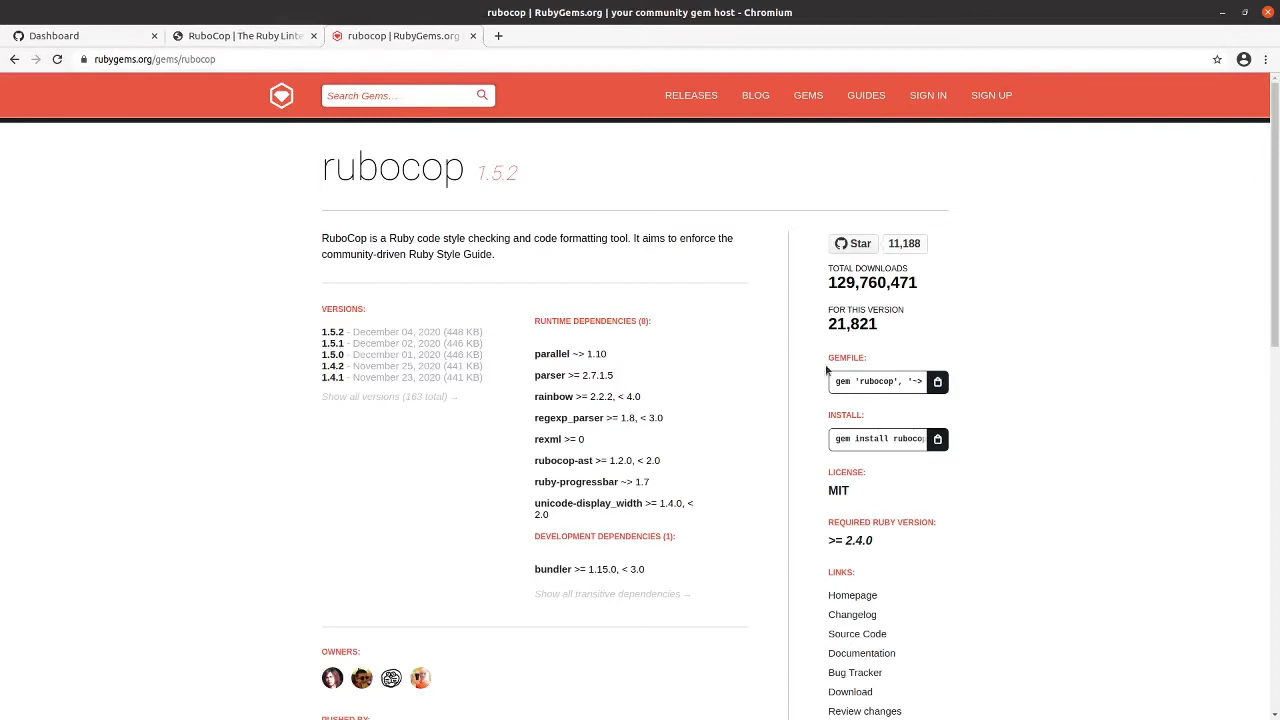 rubocop | RubyGems.org | your community gem host - Chromium
Dashboard
RuboCop | The Ruby Linte
rubocop | RubyGems.org
rubygems.org/gems/rubocop
Search Gems…
RELEASES
BLOG
GEMS
GUIDES
SIGN IN
SIGN UP
rubocop 1.5.2
RuboCop is a Ruby code style checking and code formatting tool. It aims to enforce the
community-driven Ruby Style Guide.
VERSIONS:
1.5.2 - December 04, 2020 (448 KB)
1.5.1 - December 02, 2020 (446 KB)
1.5.0 - December 01, 2020 (446 KB)
1.4.2 - November 25, 2020 (441 KB)
1.4.1 - November 23, 2020 (441 KB)
Show all versions (163 total) →
RUNTIME DEPENDENCIES (8):
parallel ~> 1.10
parser >= 2.7.1.5
rainbow >= 2.2.2, < 4.0
regexp_parser >= 1.8, < 3.0
rexml >= 0
rubocop-ast >= 1.2.0, < 2.0
ruby-progressbar ~> 1.7
unicode-display_width >= 1.4.0, <
2.0
DEVELOPMENT DEPENDENCIES (1):
bundler >= 1.15.0, < 3.0
Show all transitive dependencies →
OWNERS:
PUSHED BY:
Star 11,188
TOTAL DOWNLOADS
129,760,471
FOR THIS VERSION
21,821
GEMFILE:
gem 'rubocop', '~>
INSTALL:
gem install rubocop
LICENSE:
MIT
REQUIRED RUBY VERSION:
>= 2.4.0
LINKS:
Homepage
Changelog
Source Code
Documentation
Bug Tracker
Download
Review changes